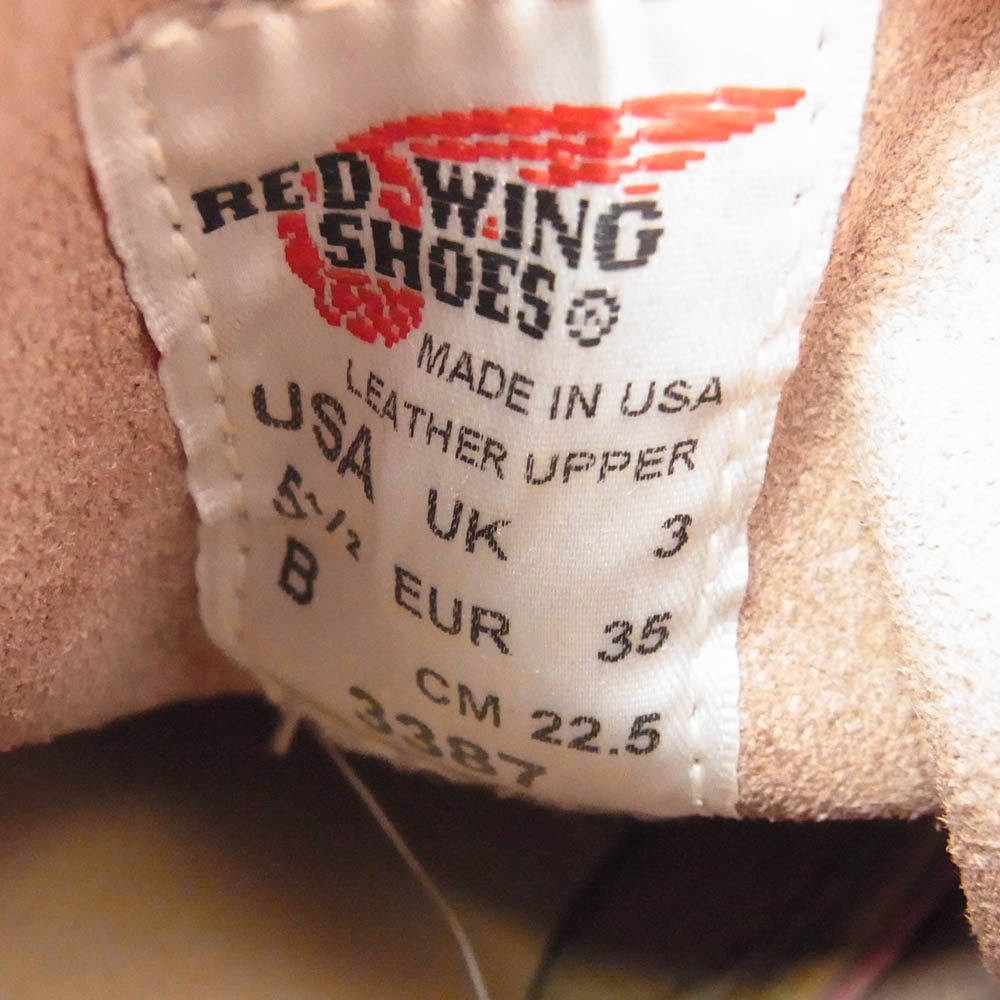 RED WING
SHOES®
MADE IN USA
LEATHER UPPER
USA
5 1/2
B
UK 3
EUR 35
CM 22.5
3387